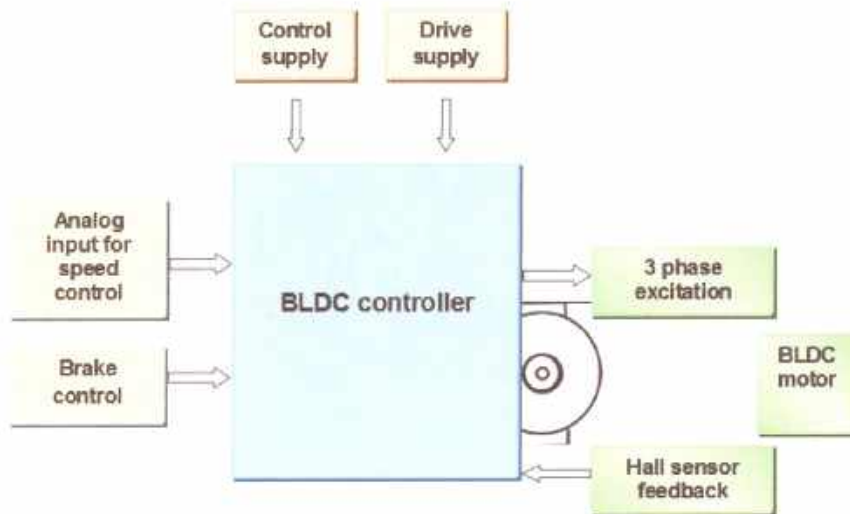 Control
supply
Drive
supply
Analog
input for
speed
control
BLDC controller
3 phase
excitation
Brake
control
BLDC
motor
Hall sensor
feedback